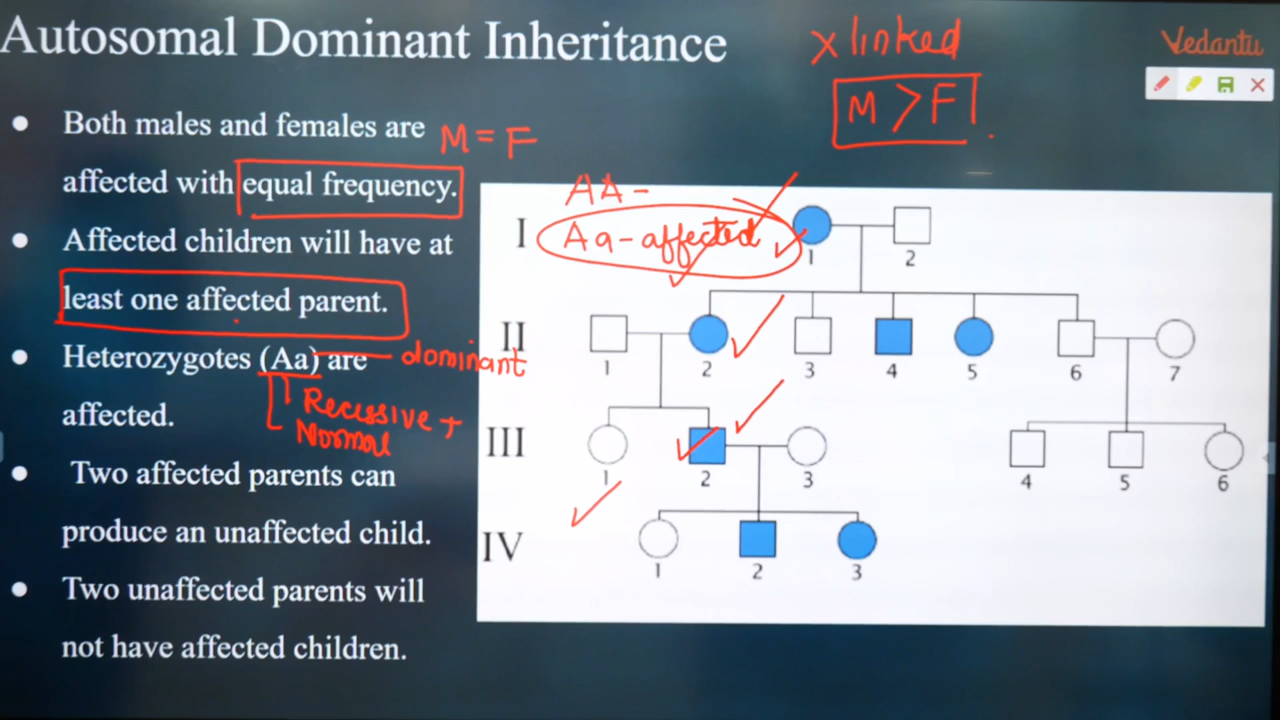 Autosomal Dominant Inheritance
x linked
Vedantu
M > F
● Both males and females are M = F
affected with equal frequency.
● Affected children will have at
least one affected parent.
● Heterozygotes (Aa) are dominant
affected.
Recessive +
Normal
● Two affected parents can
produce an unaffected child.
● Two unaffected parents will
not have affected children.
AA -
Aa - affected
I
1 2
II
1 2 3 4 5 6 7
III
1 2 3 4 5 6
IV
1 2 3